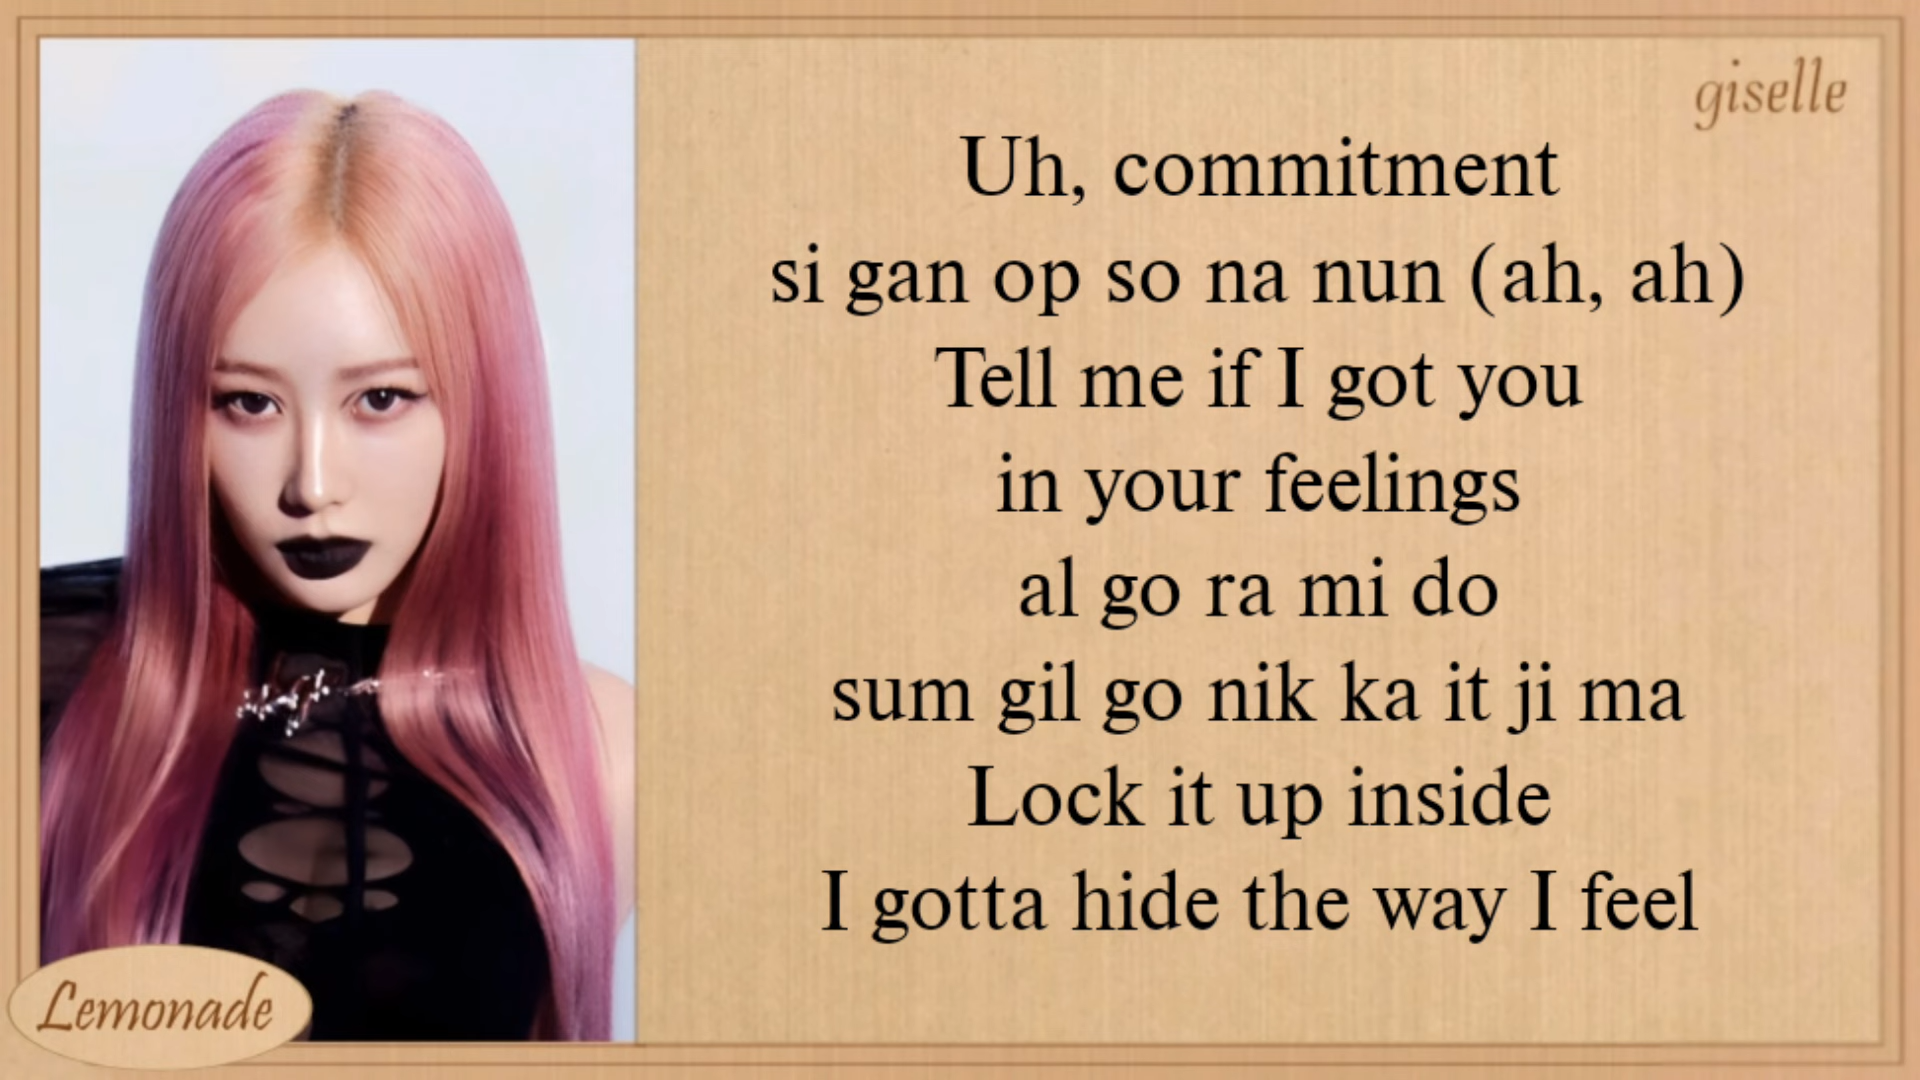 giselle
Uh, commitment
si gan op so na nun (ah, ah)
Tell me if I got you
in your feelings
al go ra mi do
sum gil go nik ka it ji ma
Lock it up inside
I gotta hide the way I feel
Lemonade